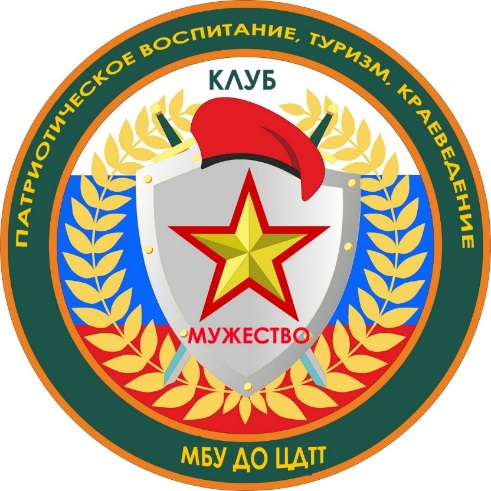 ПАТРИОТИЧЕСКОЕ ВОСПИТАНИЕ, ТУРИЗМ, КРАЕВЕДЕНИЕ
КЛУБ
МУЖЕСТВО
МБУ ДО ЦДТТ